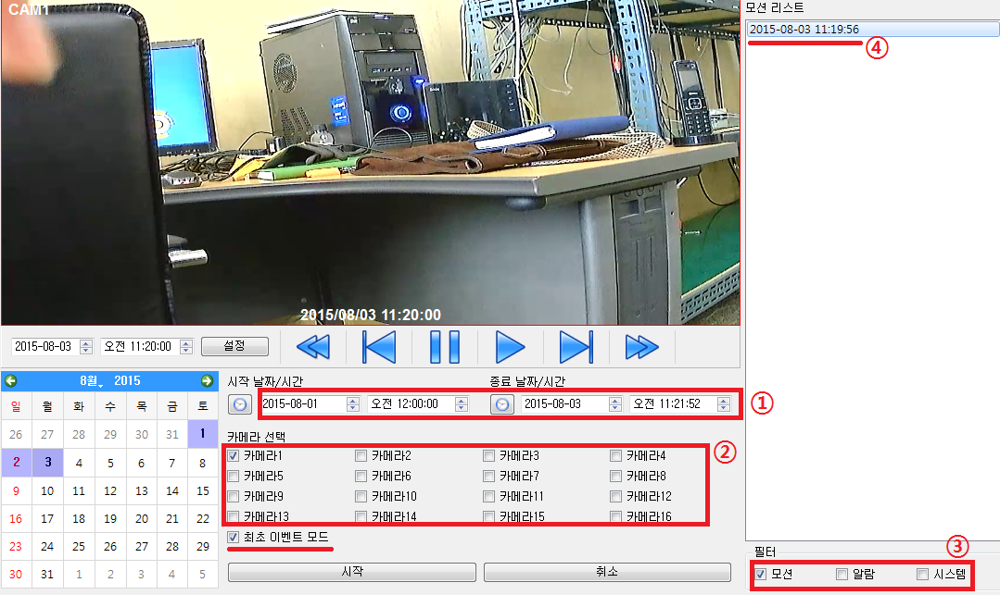 CAM1
모션 리스트
2015-08-03 11:19:56
④
2015/08/03 11:20:00
2015-08-03 오전 11:20:00 설정
8월, 2015
일 월 화 수 목 금 토
26 27 28 29 30 31 1
2 3 4 5 6 7 8
9 10 11 12 13 14 15
16 17 18 19 20 21 22
23 24 25 26 27 28 29
30 31 1 2 3 4 5
시작 날짜/시간 종료 날짜/시간
2015-08-01 오전 12:00:00 2015-08-03 오전 11:21:52 ①
카메라 선택
②
카메라1 카메라2 카메라3 카메라4
카메라5 카메라6 카메라7 카메라8
카메라9 카메라10 카메라11 카메라12
카메라13 카메라14 카메라15 카메라16
최초 이벤트 모드
시작 취소
필터 ③
모션 알람 시스템